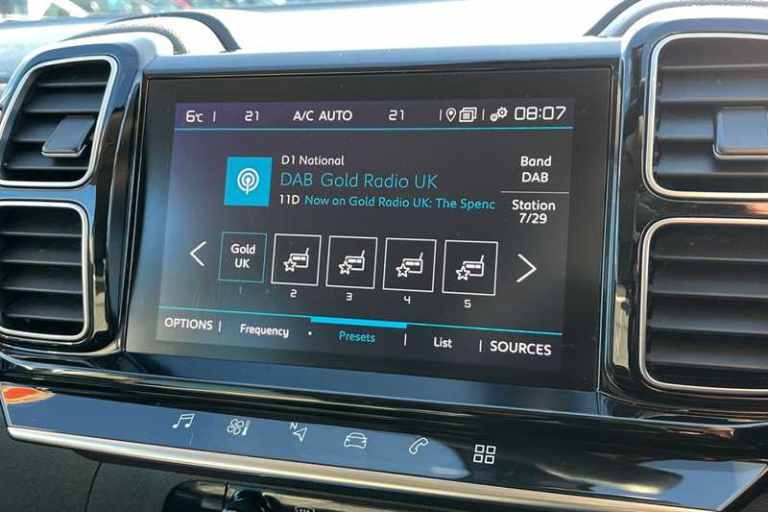 6°C 21 A/C AUTO 21 08:07
D1 National
DAB Gold Radio UK
11D Now on Gold Radio UK: The Spenc
Band
DAB
Station
7/29
Gold
UK
1 2 3 4 5
OPTIONS Frequency Presets List SOURCES
N